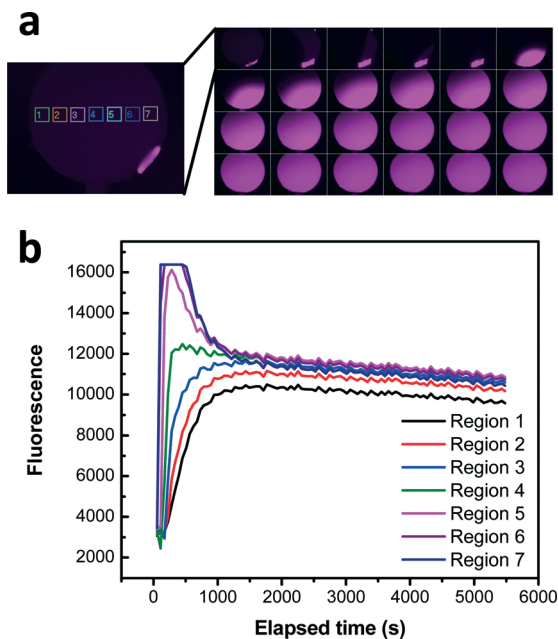 a
1 2 3 4 5 6 7
b
Fluorescence
16000
14000
12000
10000
8000
6000
4000
2000
Region 1
Region 2
Region 3
Region 4
Region 5
Region 6
Region 7
0 1000 2000 3000 4000 5000 6000
Elapsed time (s)